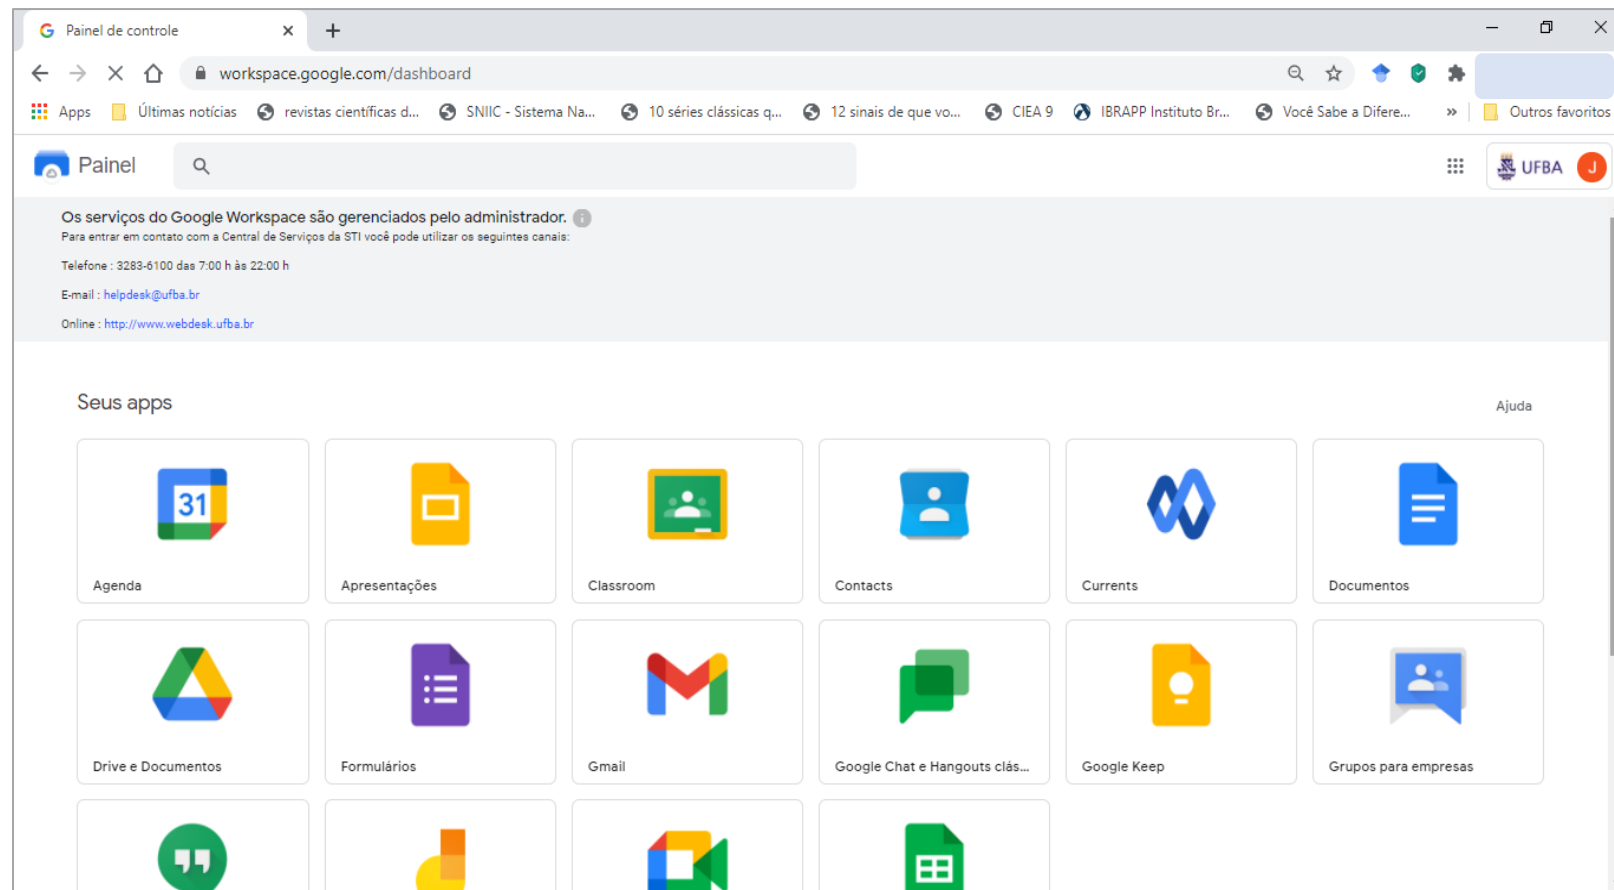 Painel de controle
workspace.google.com/dashboard
Apps Últimas notícias revistas científicas d... SNIIC - Sistema Na... 10 séries clássicas q... 12 sinais de que vo... CIEA 9 IBRAPP Instituto Br... Você Sabe a Difere... » Outros favoritos
Painel UFBA J
Os serviços do Google Workspace são gerenciados pelo administrador.
Para entrar em contato com a Central de Serviços da STI você pode utilizar os seguintes canais:
Telefone : 3283-6100 das 7:00 h às 22:00 h
E-mail : helpdesk@ufba.br
Online : http://www.webdesk.ufba.br
Seus apps Ajuda
31
Agenda Apresentações Classroom Contacts Currents Documentos
Drive e Documentos Formulários Gmail Google Chat e Hangouts clás... Google Keep Grupos para empresas